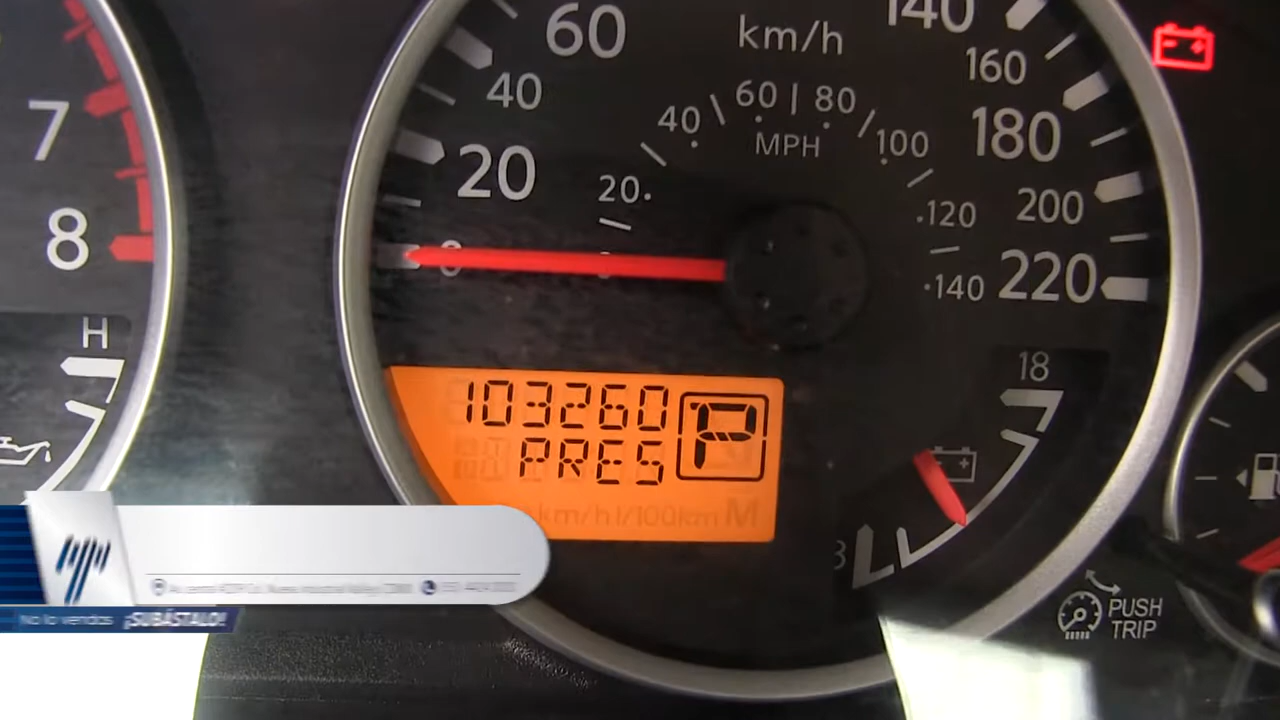 7
8
H
60
km/h
140
40
160
20
180
200
220
20
40
60 | 80
MPH
100
120
140
103260
PRES
P
km/h l/100km M
18
8
PUSH
TRIP
No lo vendas ¡SUBÁSTALO!